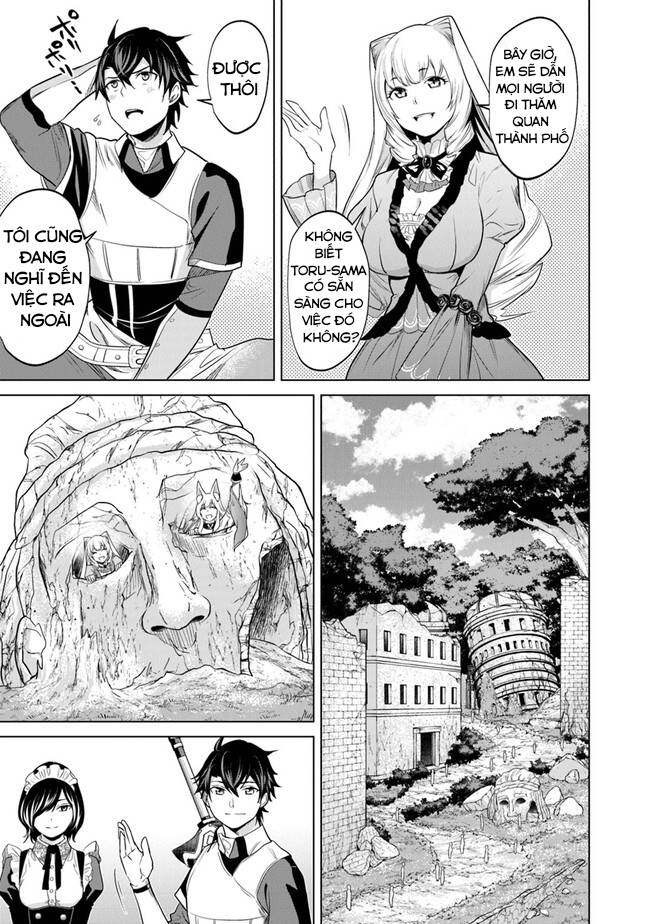 BÂY GIỜ,
EM SẼ DẪN
MỌI NGƯỜI
ĐI THĂM
QUAN
THÀNH PHỐ
KHÔNG
BIẾT
TORU-SAMA
CÓ SẴN
SÀNG CHO
VIỆC ĐÓ
KHÔNG?
ĐƯỢC
THÔI
TÔI CŨNG
ĐANG
NGHĨ ĐẾN
VIỆC RA
NGOÀI